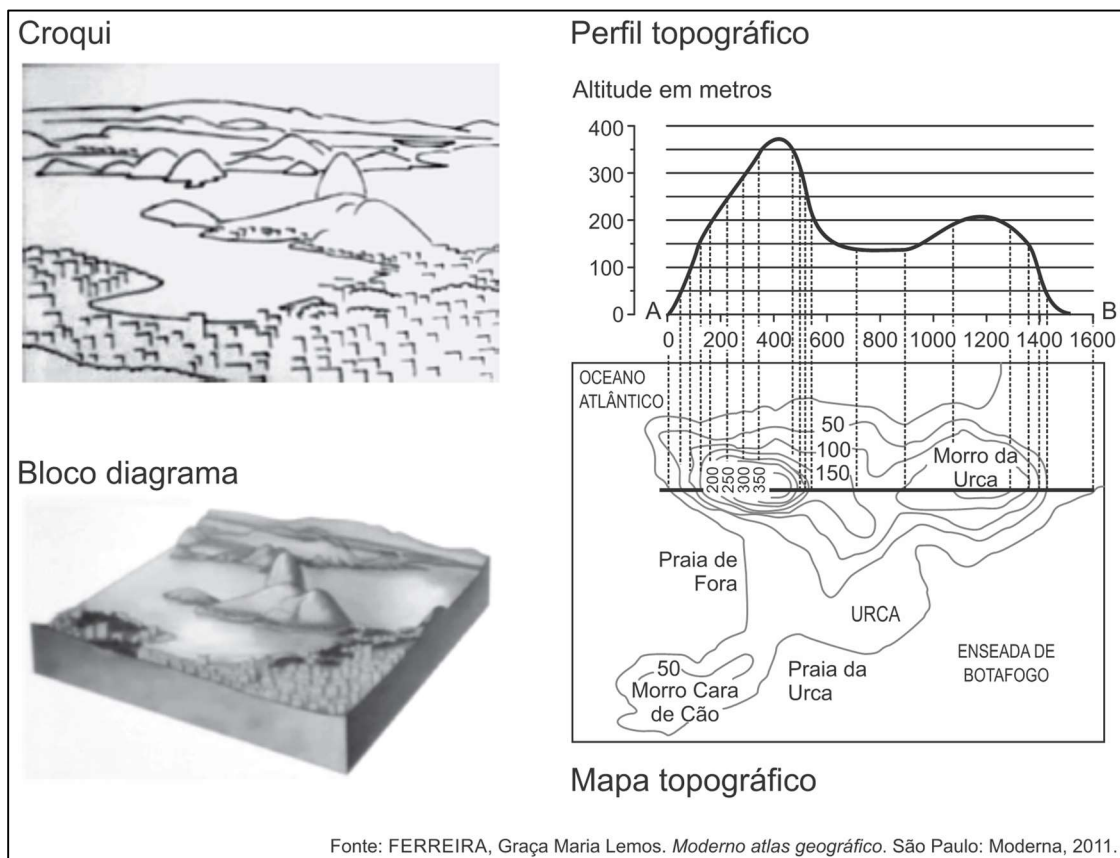 Croqui
Perfil topográfico
Altitude em metros
400
300
200
100
0
A
B
0
200
400
600
800
1000
1200
1400
1600
OCEANO
ATLÂNTICO
50
100
150
200
250
300
350
Morro da
Urca
Praia de
Fora
URCA
ENSEADA DE
BOTAFOGO
50
Morro Cara
de Cão
Praia da
Urca
Bloco diagrama
Mapa topográfico
Fonte: FERREIRA, Graça Maria Lemos. Moderno atlas geográfico. São Paulo: Moderna, 2011.